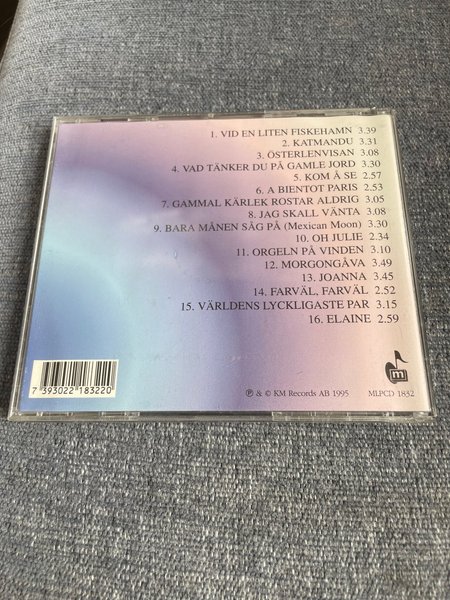 1. VID EN LITEN FISKEHAMN 3.39
2. KATMANDU 3.31
3. ÖSTERLENVISAN 3.08
4. VAD TÄNKER DU PÅ GAMLE JORD 3.30
5. KOM Å SE 2.57
6. A BIENTOT PARIS 2.53
7. GAMMAL KÄRLEK ROSTAR ALDRIG 3.05
8. JAG SKALL VÄNTA 3.08
9. BARA MÅNEN SÅG PÅ (Mexican Moon) 3.30
10. OH JULIE 2.34
11. ORGELN PÅ VINDEN 3.10
12. MORGONGÅVA 3.49
13. JOANNA 3.45
14. FARVÄL, FARVÄL 2.52
15. VÄRLDENS LYCKLIGASTE PAR 3.15
16. ELAINE 2.59
7 393022 183220
℗ & © KM Records AB 1995
m
MLPCD 1832